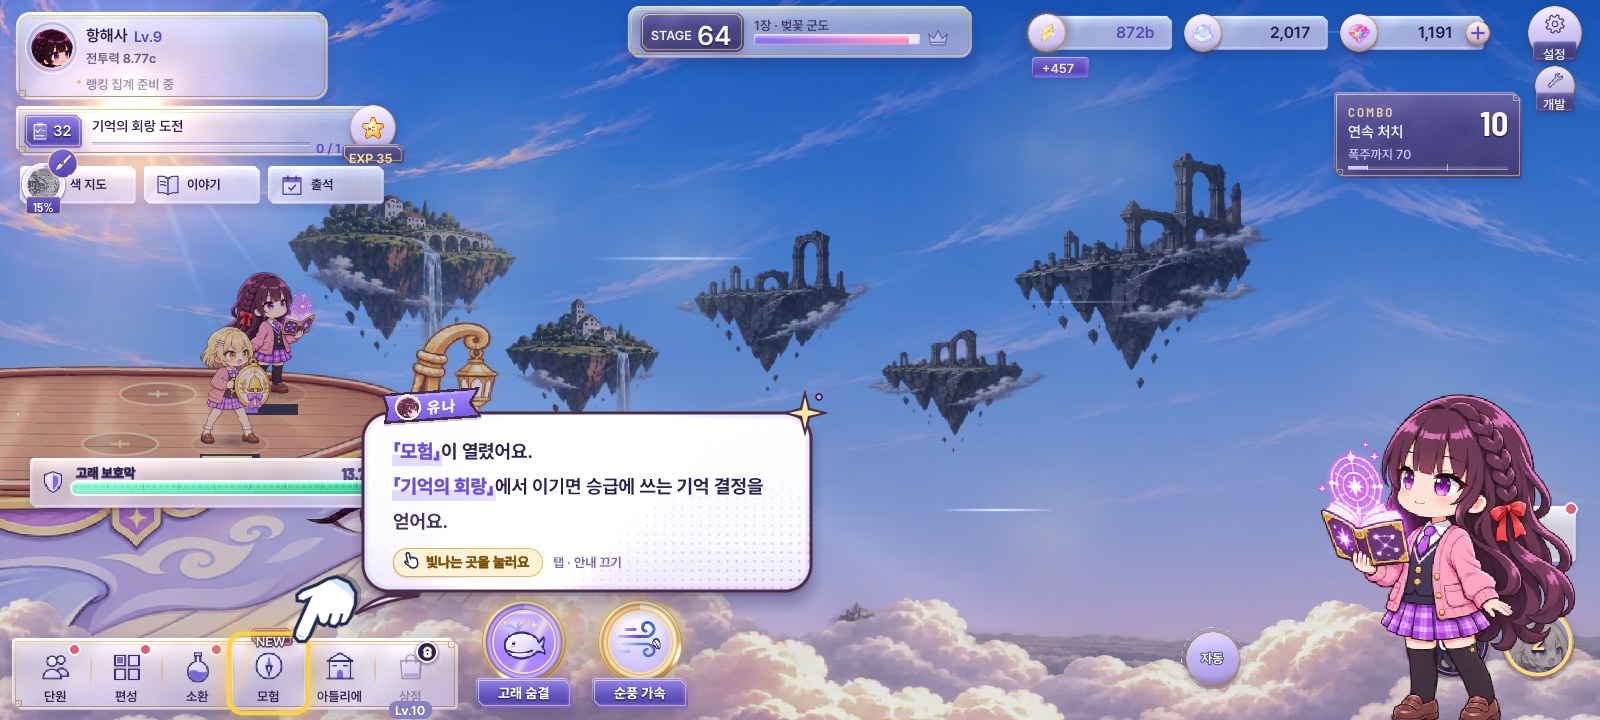 항해사 Lv.9
전투력 8.77c
랭킹 집계 준비 중
32
기억의 회랑 도전
0 / 1
EXP 35
색 지도
15%
이야기
출석
STAGE 64
1장 · 벚꽃 군도
872b
+457
2,017
1,191
설정
개발
COMBO
연속 처치
10
폭주까지 70
고래 보호막
13.7
유나
「모험」이 열렸어요.
「기억의 회랑」에서 이기면 승급에 쓰는 기억 결정을
얻어요.
빛나는 곳을 눌러요
탭 · 안내 끄기
단원
편성
소환
NEW
모험
아틀리에
상점
Lv.10
고래 숨결
순풍 가속
자동
2